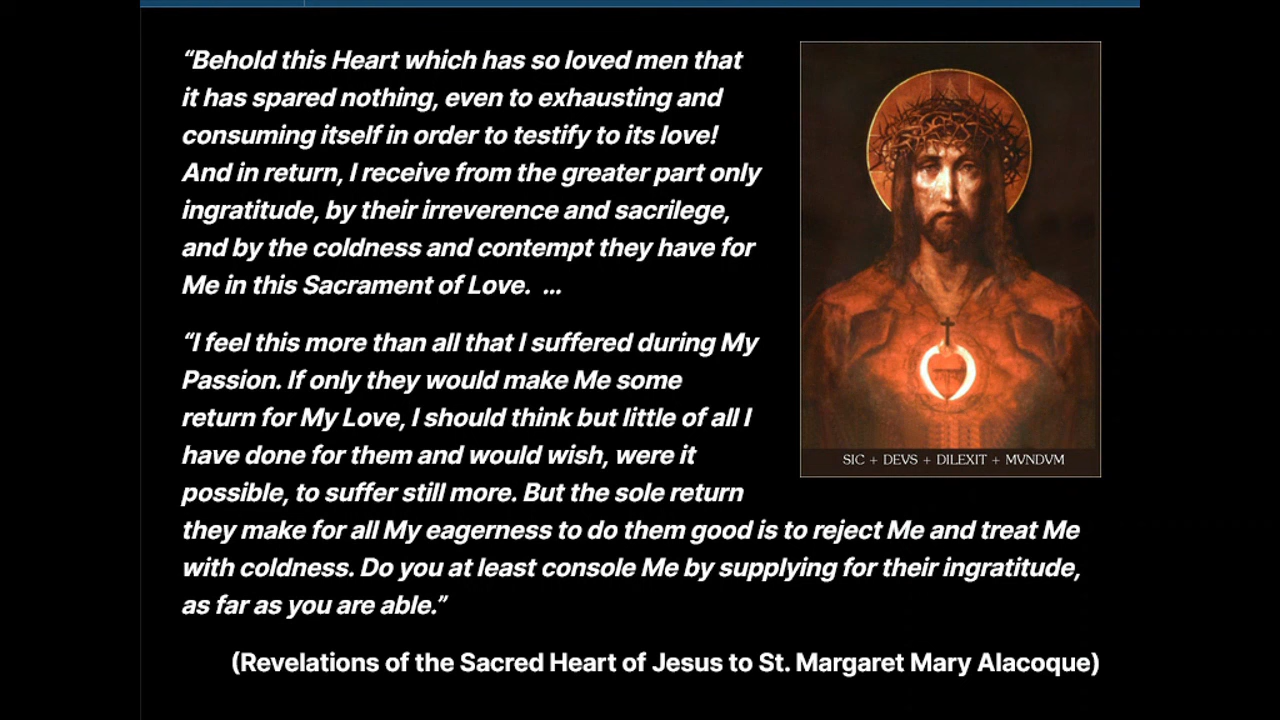 “Behold this Heart which has so loved men that
it has spared nothing, even to exhausting and
consuming itself in order to testify to its love!
And in return, I receive from the greater part only
ingratitude, by their irreverence and sacrilege,
and by the coldness and contempt they have for
Me in this Sacrament of Love.  ...
“I feel this more than all that I suffered during My
Passion. If only they would make Me some
return for My Love, I should think but little of all I
have done for them and would wish, were it
possible, to suffer still more. But the sole return
they make for all My eagerness to do them good is to reject Me and treat Me
with coldness. Do you at least console Me by supplying for their ingratitude,
as far as you are able.”
(Revelations of the Sacred Heart of Jesus to St. Margaret Mary Alacoque)
SIC + DEVS + DILEXIT + MVNDVM